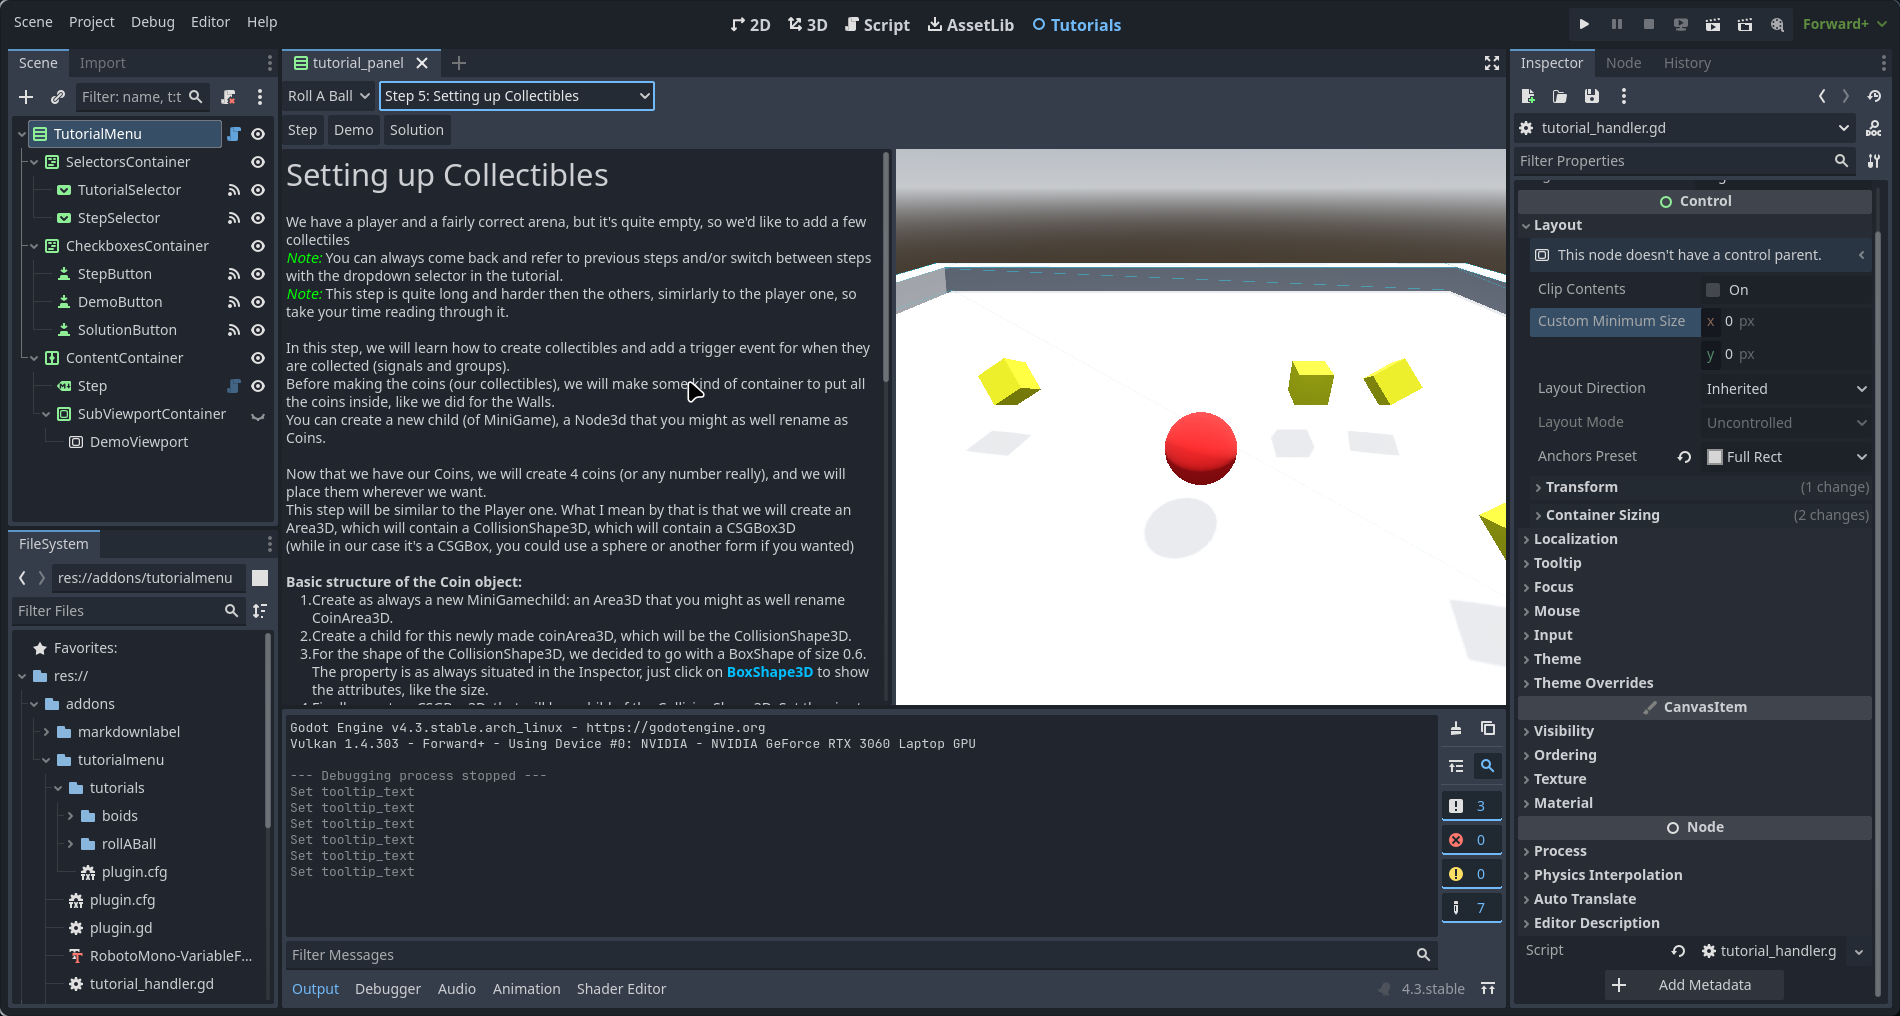 Scene Project Debug Editor Help
2D 3D Script AssetLib Tutorials
Forward+
Scene Import
Filter: name, t:t
TutorialMenu
SelectorsContainer
TutorialSelector
StepSelector
CheckboxesContainer
StepButton
DemoButton
SolutionButton
ContentContainer
Step
SubViewportContainer
DemoViewport
FileSystem
res://addons/tutorialmenu
Filter Files
Favorites:
res://
addons
markdownlabel
tutorialmenu
tutorials
boids
rollABall
plugin.cfg
plugin.cfg
plugin.gd
RobotoMono-VariableF...
tutorial_handler.gd
tutorial_panel
Roll A Ball Step 5: Setting up Collectibles
Step Demo Solution
Setting up Collectibles
We have a player and a fairly correct arena, but it's quite empty, so we'd like to add a few
collectiles
Note: You can always come back and refer to previous steps and/or switch between steps
with the dropdown selector in the tutorial.
Note: This step is quite long and harder then the others, simirlarly to the player one, so
take your time reading through it.
In this step, we will learn how to create collectibles and add a trigger event for when they
are collected (signals and groups).
Before making the coins (our collectibles), we will make some kind of container to put all
the coins inside, like we did for the Walls.
You can create a new child (of MiniGame), a Node3d that you might as well rename as
Coins.
Now that we have our Coins, we will create 4 coins (or any number really), and we will
place them wherever we want.
This step will be similar to the Player one. What I mean by that is that we will create an
Area3D, which will contain a CollisionShape3D, which will contain a CSGBox3D
(while in our case it's a CSGBox, you could use a sphere or another form if you wanted)
Basic structure of the Coin object:
1.Create as always a new MiniGamechild: an Area3D that you might as well rename
CoinArea3D.
2.Create a child for this newly made coinArea3D, which will be the CollisionShape3D.
3.For the shape of the CollisionShape3D, we decided to go with a BoxShape of size 0.6.
The property is as always situated in the Inspector, just click on BoxShape3D to show
the attributes, like the size.
Godot Engine v4.3.stable.arch_linux - https://godotengine.org
Vulkan 1.4.303 - Forward+ - Using Device #0: NVIDIA - NVIDIA GeForce RTX 3060 Laptop GPU
--- Debugging process stopped ---
Set tooltip_text
Set tooltip_text
Set tooltip_text
Set tooltip_text
Set tooltip_text
Set tooltip_text
3
0
0
7
Filter Messages
Output Debugger Audio Animation Shader Editor
4.3.stable
Inspector Node History
tutorial_handler.gd
Filter Properties
Control
Layout
This node doesn't have a control parent.
Clip Contents On
Custom Minimum Size x 0 px
y 0 px
Layout Direction Inherited
Layout Mode Uncontrolled
Anchors Preset Full Rect
Transform (1 change)
Container Sizing (2 changes)
Localization
Tooltip
Focus
Mouse
Input
Theme
Theme Overrides
CanvasItem
Visibility
Ordering
Texture
Material
Node
Process
Physics Interpolation
Auto Translate
Editor Description
Script tutorial_handler.g
Add Metadata